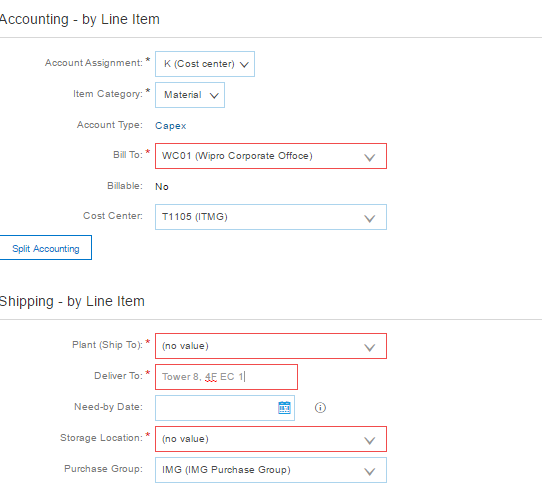 Accounting - by Line Item
Account Assignment: * K (Cost center)
Item Category: * Material
Account Type: Capex
Bill To: * WC01 (Wipro Corporate Offoce)
Billable: No
Cost Center: T1105 (ITMG)
Split Accounting
Shipping - by Line Item
Plant (Ship To): * (no value)
Deliver To: * Tower 8, 4F EC 1
Need-by Date:
Storage Location: * (no value)
Purchase Group: IMG (IMG Purchase Group)